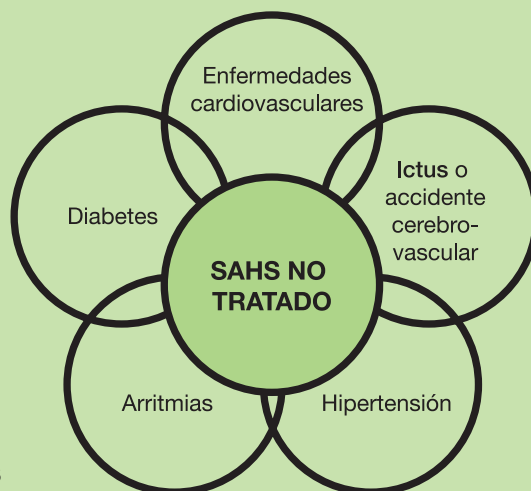 Enfermedades
cardiovasculares
Ictus o
accidente
cerebro-
vascular
Diabetes
SAHS NO
TRATADO
Arritmias
Hipertensión